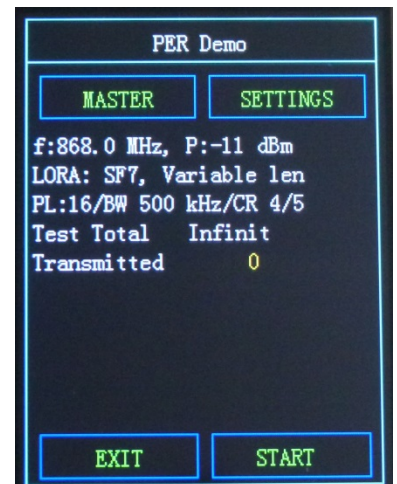 PER Demo
MASTER SETTINGS
f:868.0 MHz, P:-11 dBm
LORA: SF7, Variable len
PL:16/BW 500 kHz/CR 4/5
Test Total Infinit
Transmitted 0
EXIT START